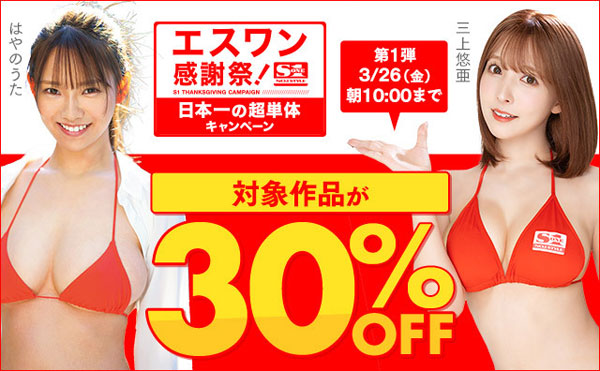 はやのうた
エスワン
感謝祭!
S1 THANKSGIVING CAMPAIGN
日本一の超単体
キャンペーン
第1弾
3/26(金)
朝10:00まで
三上悠亜
対象作品が
30%OFF